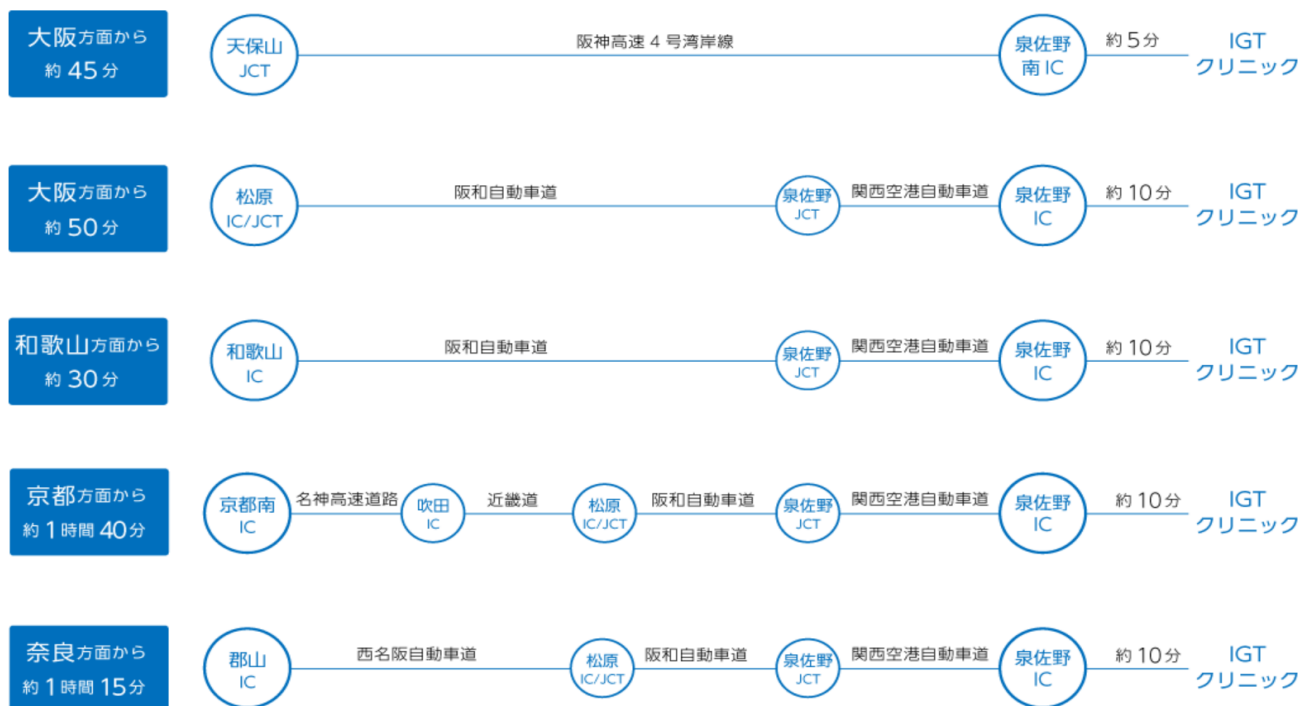 大阪方面から
約 45分
天保山
JCT
阪神高速 4 号湾岸線
泉佐野
南 IC
約 5分
IGT
クリニック
大阪方面から
約 50分
松原
IC/JCT
阪和自動車道
泉佐野
JCT
関西空港自動車道
泉佐野
IC
約 10分
IGT
クリニック
和歌山方面から
約 30分
和歌山
IC
阪和自動車道
泉佐野
JCT
関西空港自動車道
泉佐野
IC
約 10分
IGT
クリニック
京都方面から
約 1 時間 40分
京都南
IC
名神高速道路
吹田
IC
近畿道
松原
IC/JCT
阪和自動車道
泉佐野
JCT
関西空港自動車道
泉佐野
IC
約 10分
IGT
クリニック
奈良方面から
約 1 時間 15分
郡山
IC
西名阪自動車道
松原
IC/JCT
阪和自動車道
泉佐野
JCT
関西空港自動車道
泉佐野
IC
約 10分
IGT
クリニック